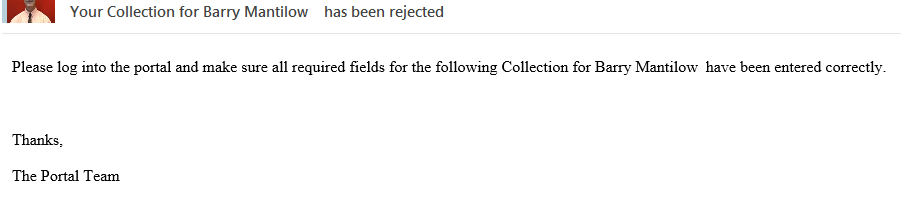 Your Collection for Barry Mantilow has been rejected
Please log into the portal and make sure all required fields for the following Collection for Barry Mantilow have been entered correctly.
Thanks,
The Portal Team